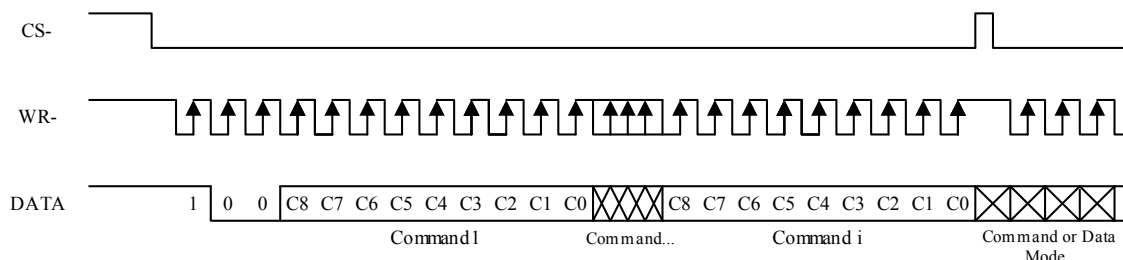 CS-
WR-
DATA 1 0 0 C8 C7 C6 C5 C4 C3 C2 C1 C0 C8 C7 C6 C5 C4 C3 C2 C1 C0
Command1 Command... Command i Command or Data
Mode